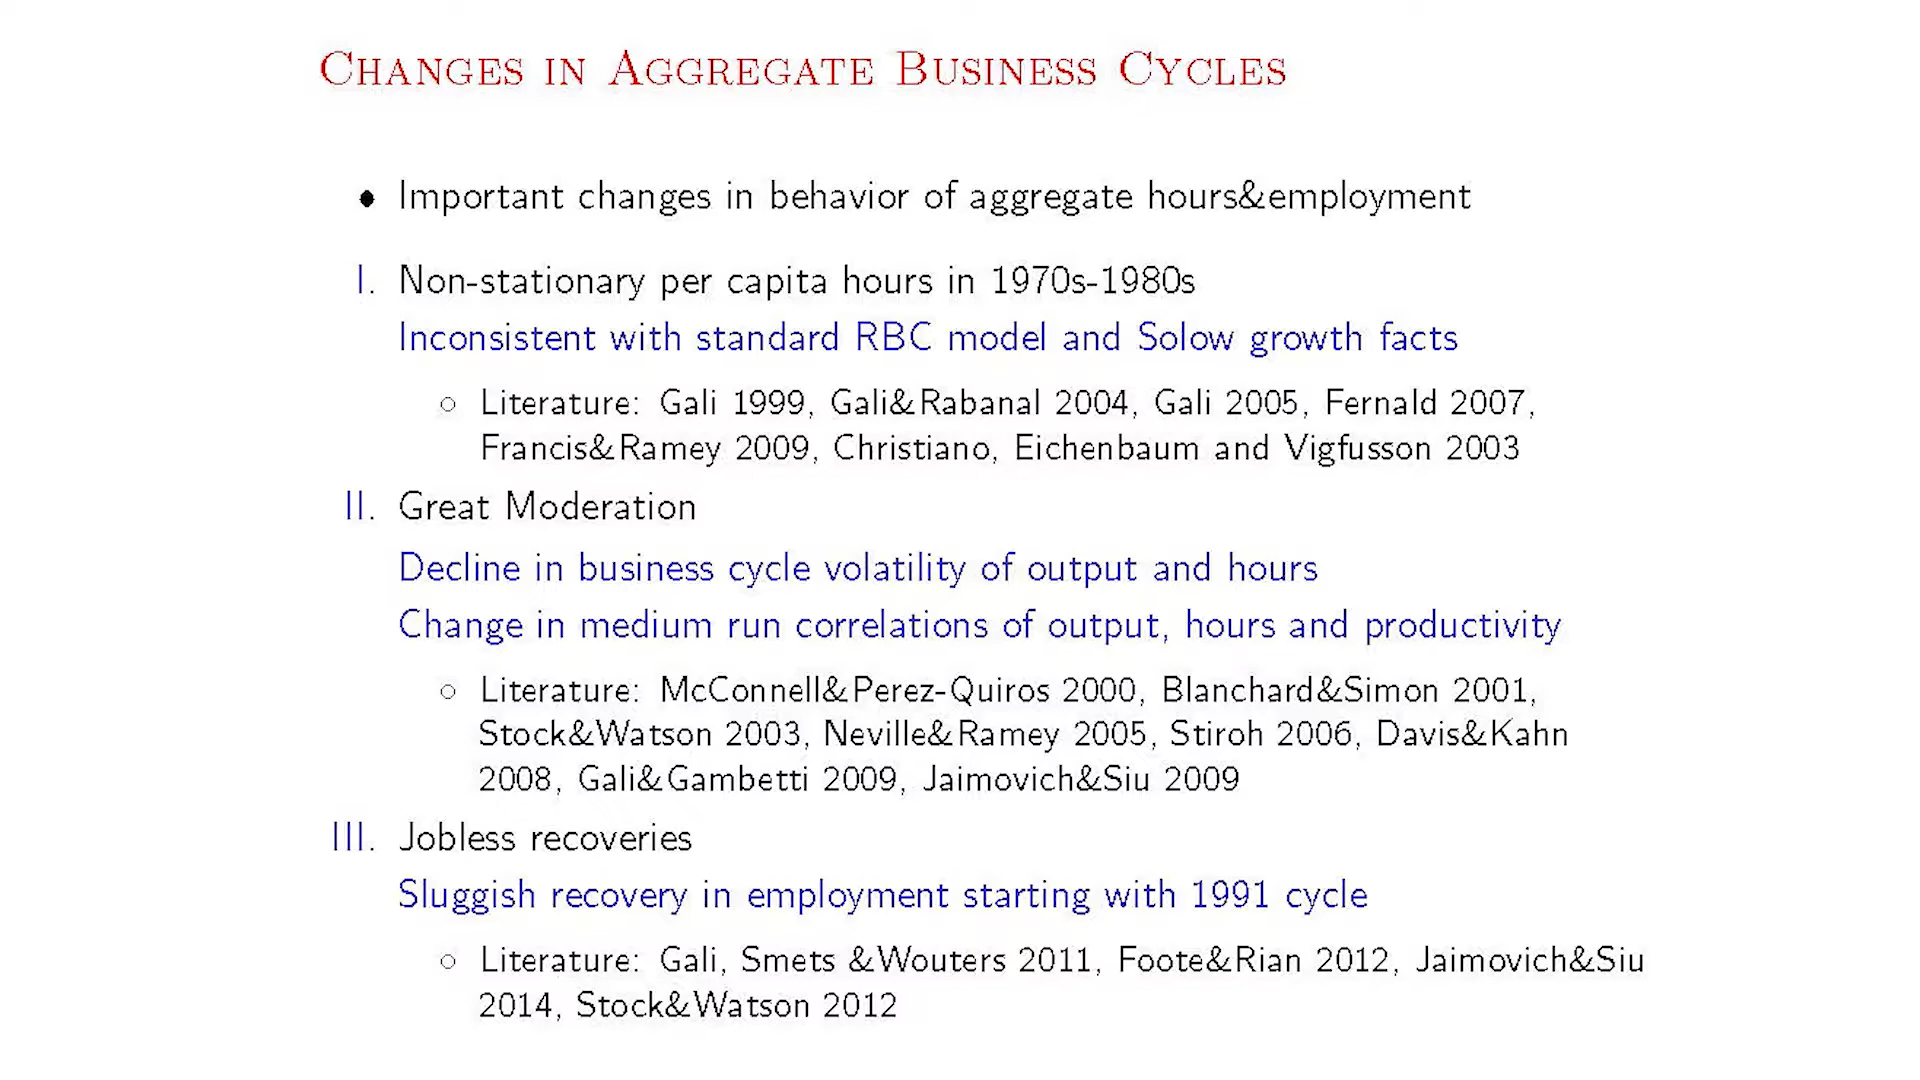 CHANGES IN AGGREGATE BUSINESS CYCLES
• Important changes in behavior of aggregate hours&employment
I. Non-stationary per capita hours in 1970s-1980s
Inconsistent with standard RBC model and Solow growth facts
○ Literature: Gali 1999, Gali&Rabanal 2004, Gali 2005, Fernald 2007,
Francis&Ramey 2009, Christiano, Eichenbaum and Vigfusson 2003
II. Great Moderation
Decline in business cycle volatility of output and hours
Change in medium run correlations of output, hours and productivity
○ Literature: McConnell&Perez-Quiros 2000, Blanchard&Simon 2001,
Stock&Watson 2003, Neville&Ramey 2005, Stiroh 2006, Davis&Kahn
2008, Gali&Gambetti 2009, Jaimovich&Siu 2009
III. Jobless recoveries
Sluggish recovery in employment starting with 1991 cycle
○ Literature: Gali, Smets &Wouters 2011, Foote&Rian 2012, Jaimovich&Siu
2014, Stock&Watson 2012